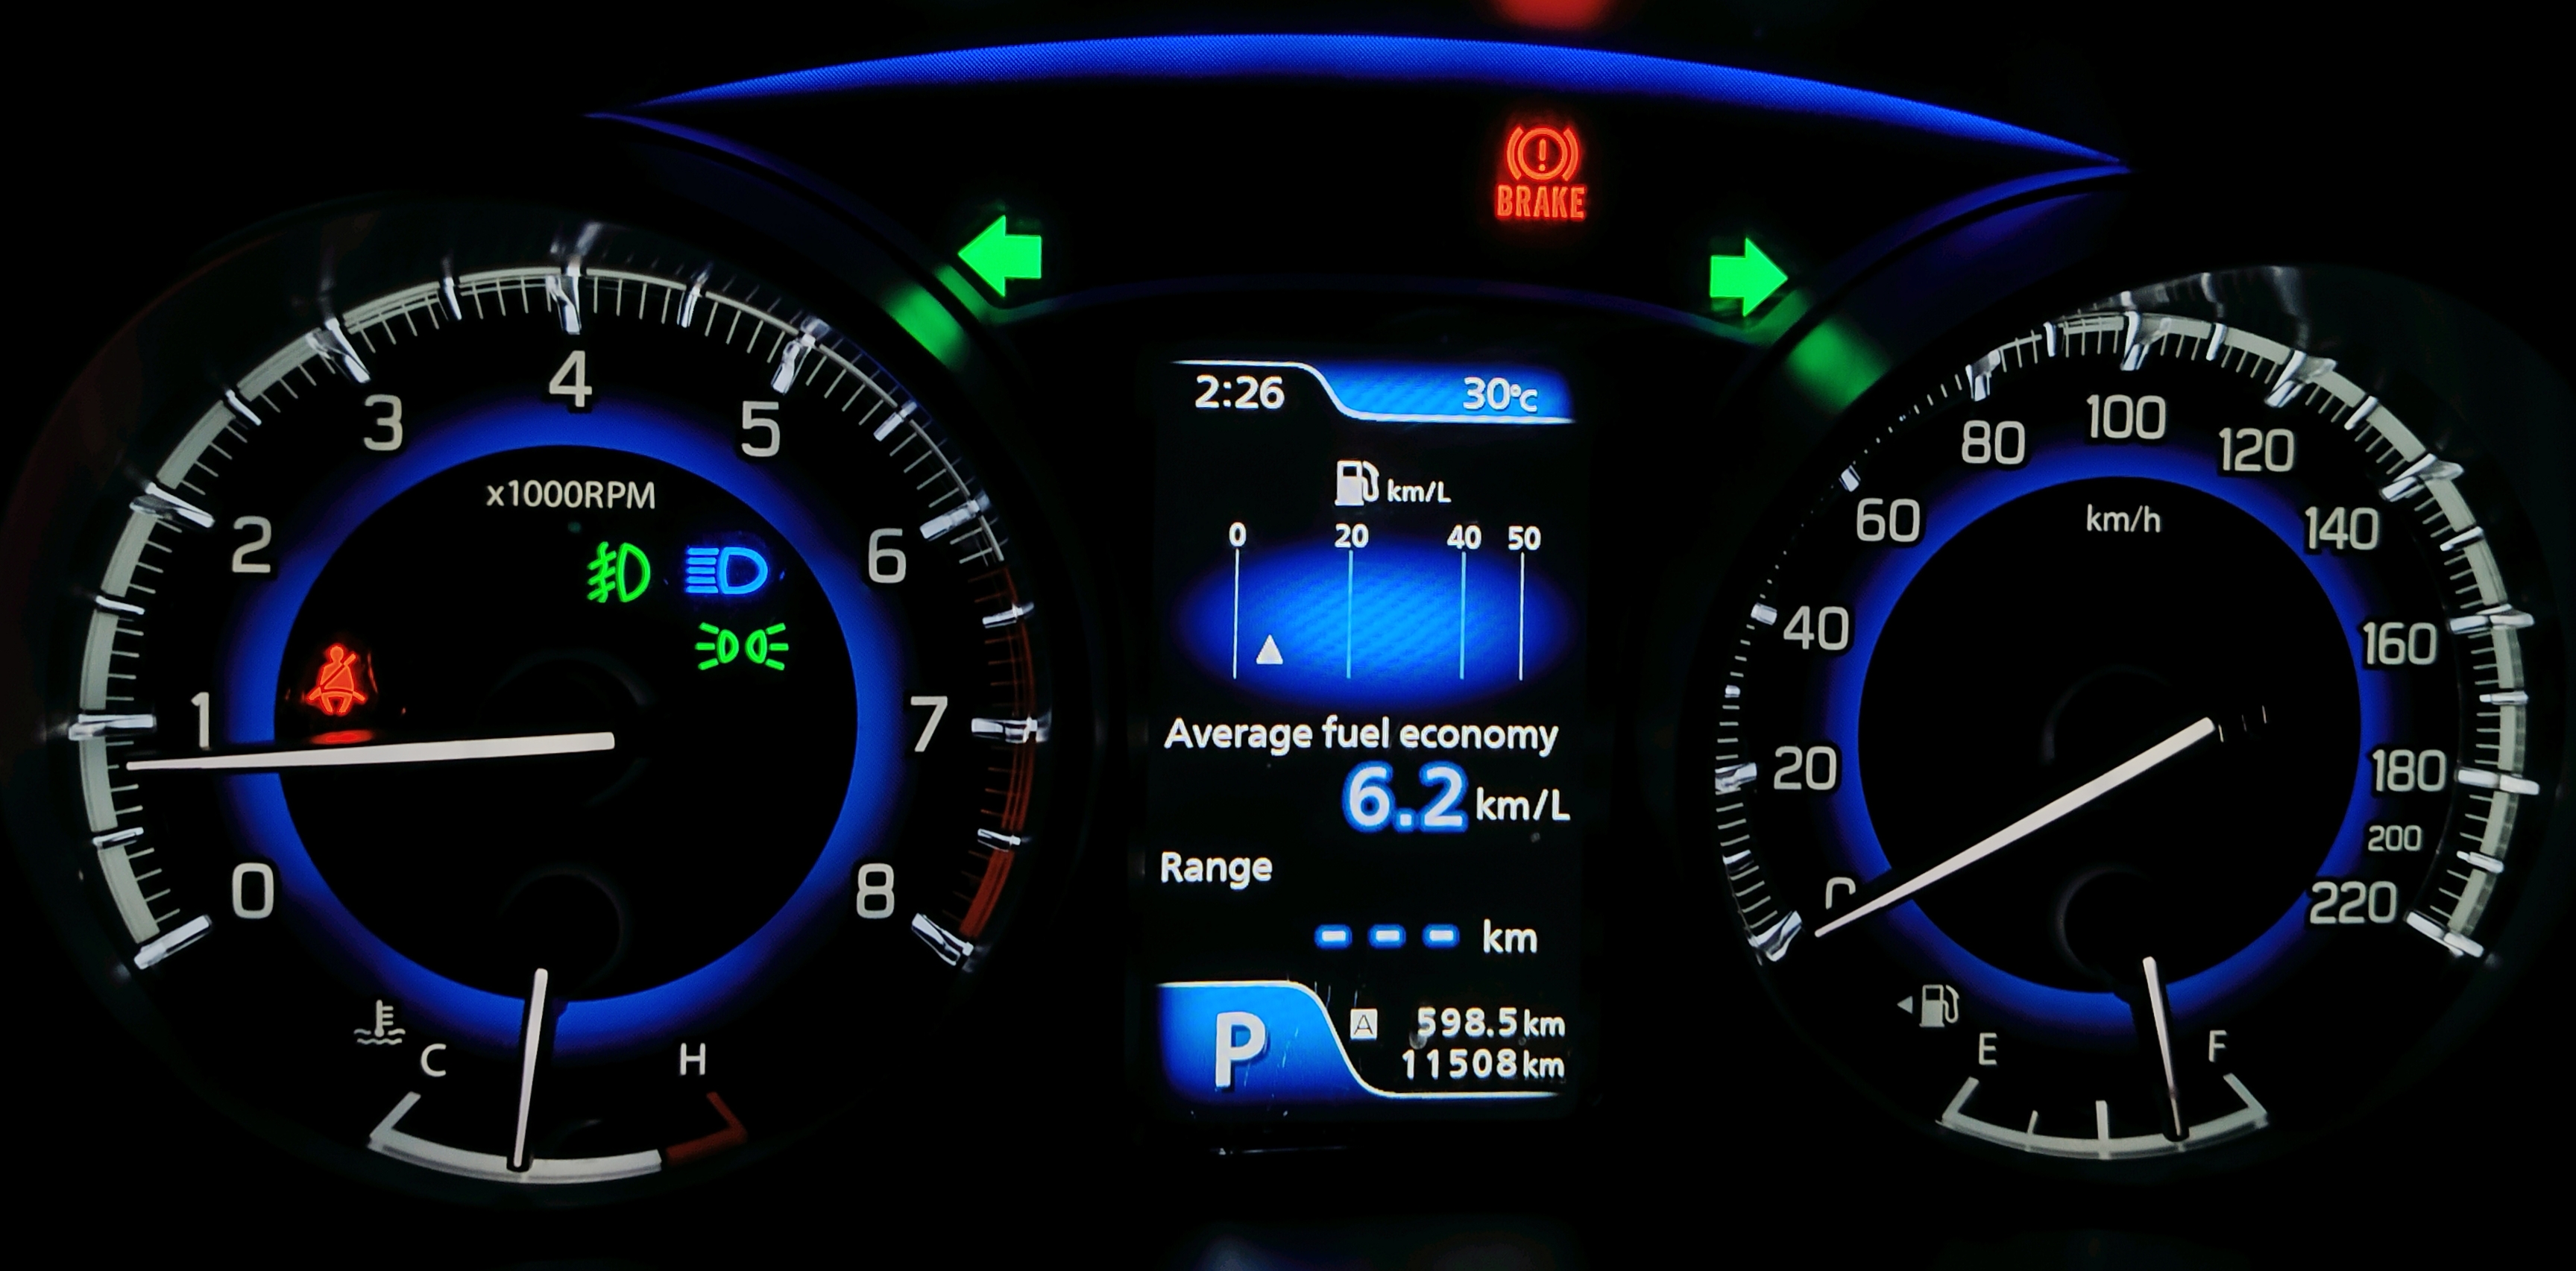 BRAKE
x1000RPM
0
1
2
3
4
5
6
7
8
C
H
2:26
30°C
km/L
0 20 40 50
Average fuel economy
6.2 km/L
Range
--- km
P
A 598.5 km
11508 km
km/h
0
20
40
60
80
100
120
140
160
180
200
220
E
F